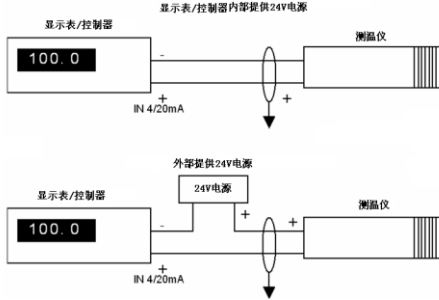 显示表/控制器内部提供24V电源
显示表/控制器
测温仪
100.0
-
+
+
IN 4/20mA
外部提供24V电源
24V电源
显示表/控制器
测温仪
100.0
-
+
+
+
IN 4/20mA